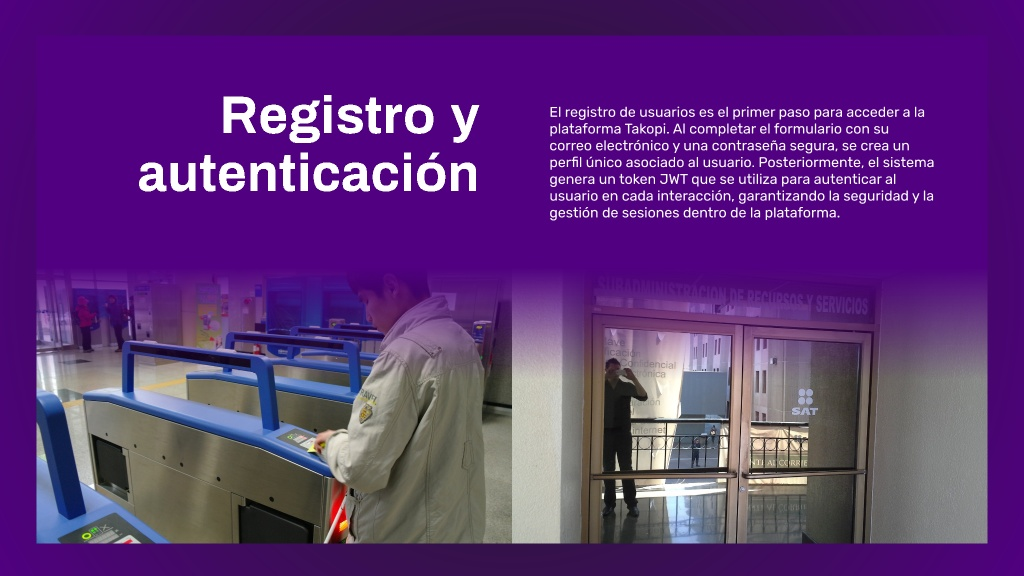 Registro y
autenticación
El registro de usuarios es el primer paso para acceder a la
plataforma Takopi. Al completar el formulario con su
correo electrónico y una contraseña segura, se crea un
perfil único asociado al usuario. Posteriormente, el sistema
genera un token JWT que se utiliza para autenticar al
usuario en cada interacción, garantizando la seguridad y la
gestión de sesiones dentro de la plataforma.
SUBADMINISTRACION DE RECURSOS Y SERVICIOS
SAT